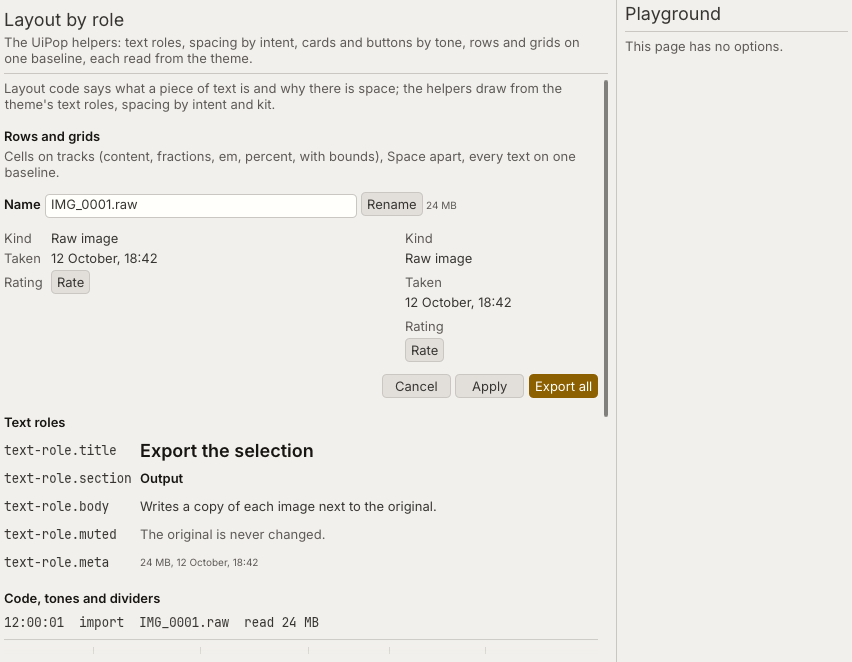 Layout by role
The UiPop helpers: text roles, spacing by intent, cards and buttons by tone, rows and grids on
one baseline, each read from the theme.
Layout code says what a piece of text is and why there is space; the helpers draw from the
theme's text roles, spacing by intent and kit.
Rows and grids
Cells on tracks (content, fractions, em, percent, with bounds), Space apart, every text on one
baseline.
Name IMG_0001.raw Rename 24 MB
Kind Raw image
Taken 12 October, 18:42
Rating Rate
Kind
Raw image
Taken
12 October, 18:42
Rating
Rate
Cancel Apply Export all
Text roles
text-role.title Export the selection
text-role.section Output
text-role.body Writes a copy of each image next to the original.
text-role.muted The original is never changed.
text-role.meta 24 MB, 12 October, 18:42
Code, tones and dividers
12:00:01 import IMG_0001.raw read 24 MB
Playground
This page has no options.